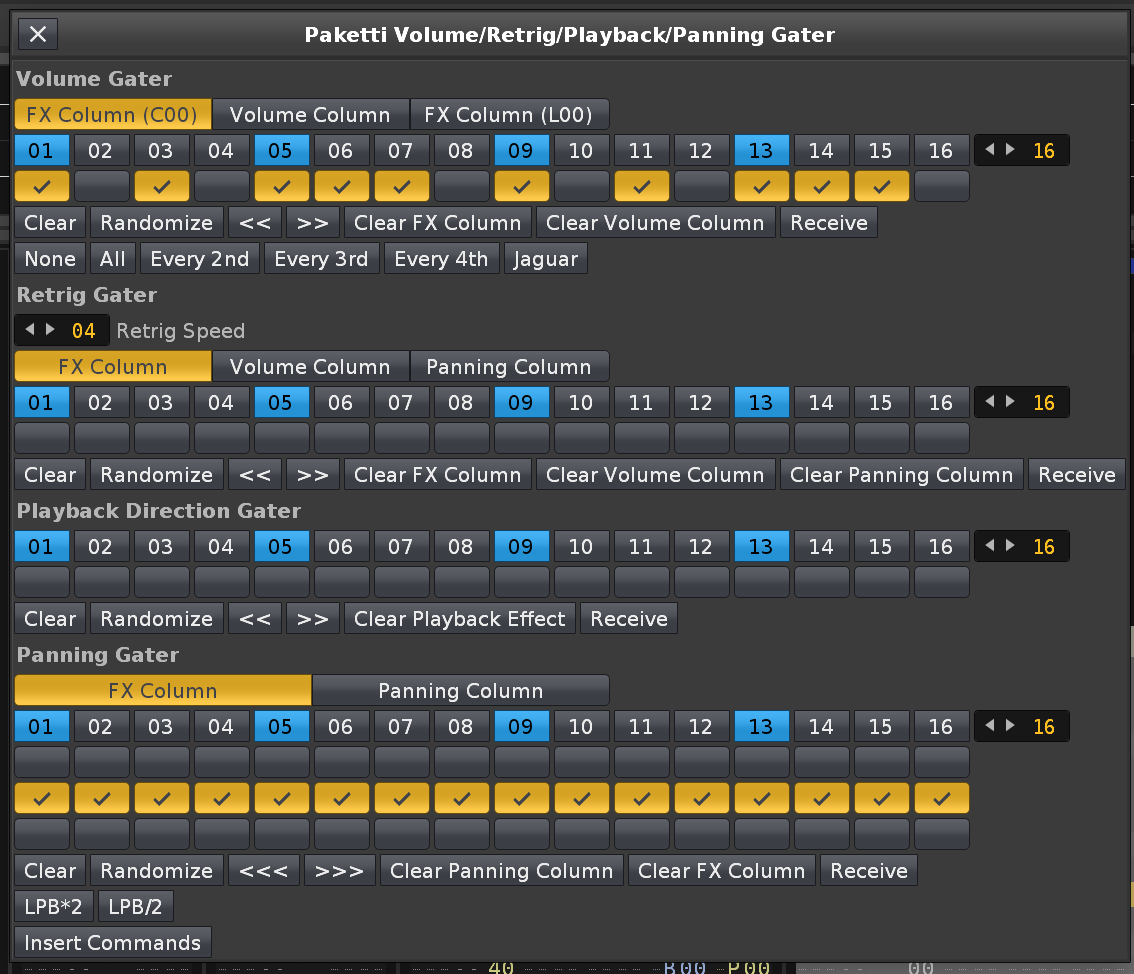 Paketti Volume/Retrig/Playback/Panning Gater
Volume Gater
FX Column (C00) Volume Column FX Column (L00)
01 02 03 04 05 06 07 08 09 10 11 12 13 14 15 16 16
Clear Randomize << >> Clear FX Column Clear Volume Column Receive
None All Every 2nd Every 3rd Every 4th Jaguar
Retrig Gater
04 Retrig Speed
FX Column Volume Column Panning Column
01 02 03 04 05 06 07 08 09 10 11 12 13 14 15 16 16
Clear Randomize << >> Clear FX Column Clear Volume Column Clear Panning Column Receive
Playback Direction Gater
01 02 03 04 05 06 07 08 09 10 11 12 13 14 15 16 16
Clear Randomize << >> Clear Playback Effect Receive
Panning Gater
FX Column Panning Column
01 02 03 04 05 06 07 08 09 10 11 12 13 14 15 16 16
Clear Randomize <<< >>> Clear Panning Column Clear FX Column Receive
LPB*2 LPB/2
Insert Commands
40 B00 P00 00